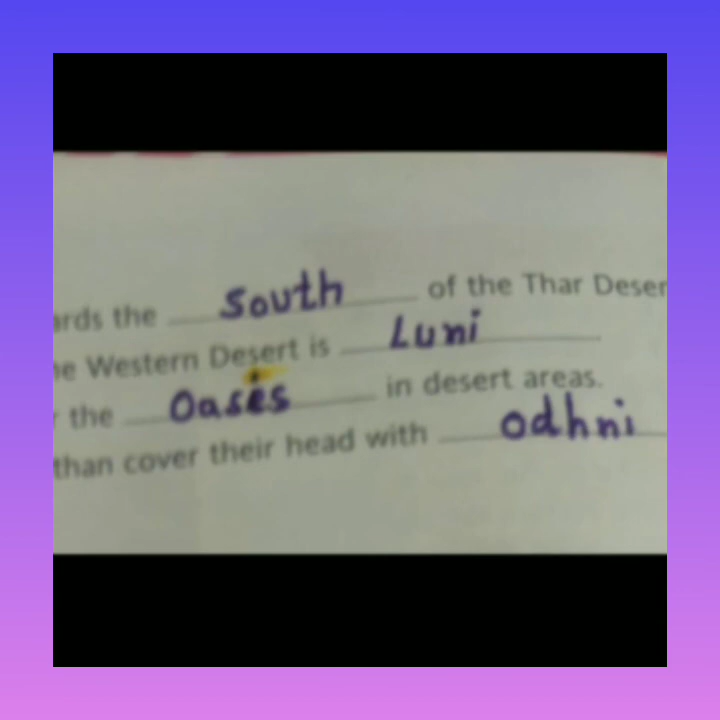 ards the south of the Thar Deser
e Western Desert is Luni
the Oases in desert areas.
than cover their head with odhni